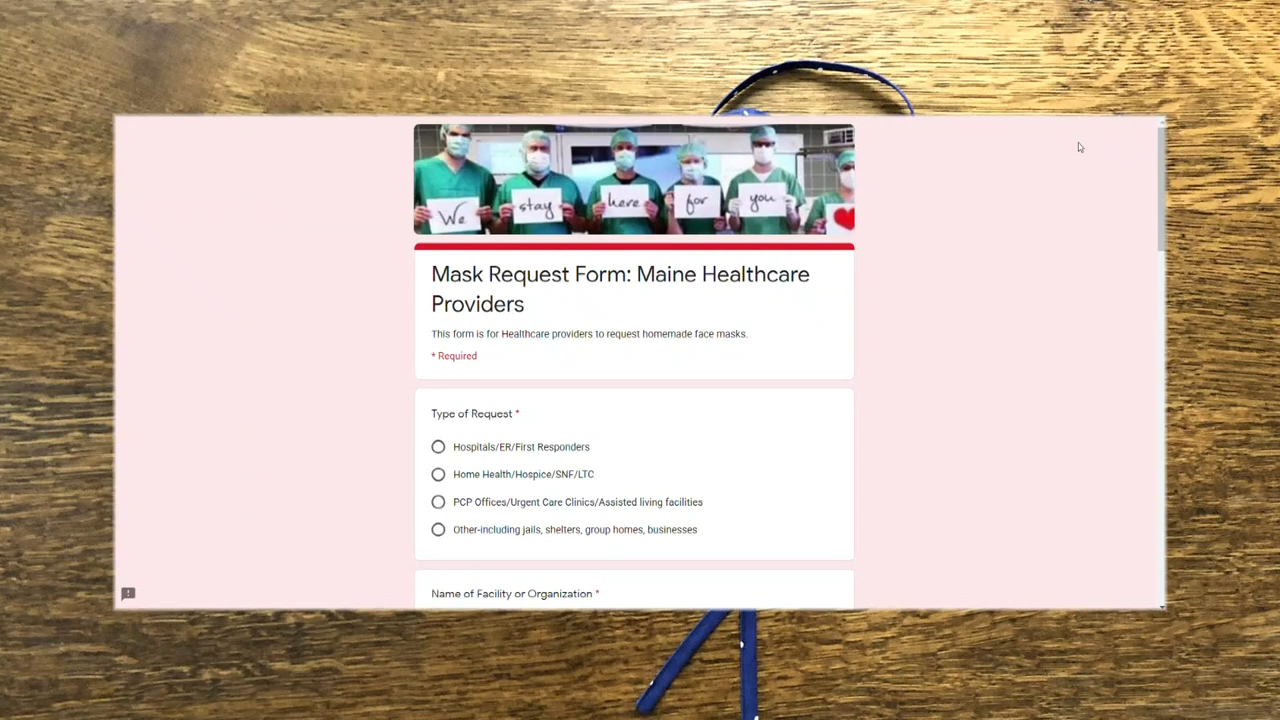 We stay here for you
Mask Request Form: Maine Healthcare
Providers
This form is for Healthcare providers to request homemade face masks.
* Required
Type of Request *
Hospitals/ER/First Responders
Home Health/Hospice/SNF/LTC
PCP Offices/Urgent Care Clinics/Assisted living facilities
Other-including jails, shelters, group homes, businesses
Name of Facility or Organization *